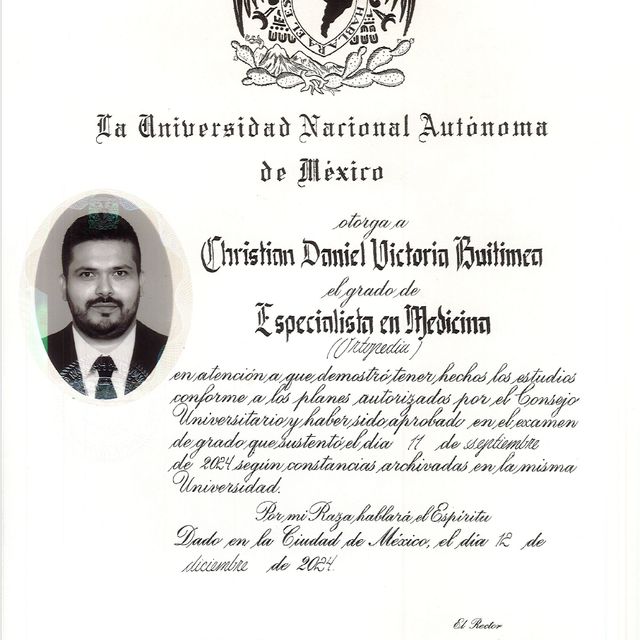 HABLARA EL ES
La Universidad Nacional Autónoma
de México
otorga a
Christian Daniel Victoria Buitimea
el grado de
Especialista en Medicina
(Ortopedia)
en atención a que demostró tener hechos los estudios
conforme a los planes autorizados por el Consejo
Universitario y haber sido aprobado en el examen
de grado que sustentó el día 11 de septiembre
de 2024 según constancias archivadas en la misma
Universidad.
Por mi Raza hablará el Espíritu
Dado en la Ciudad de México, el día 12 de
diciembre de 2024.
El Rector